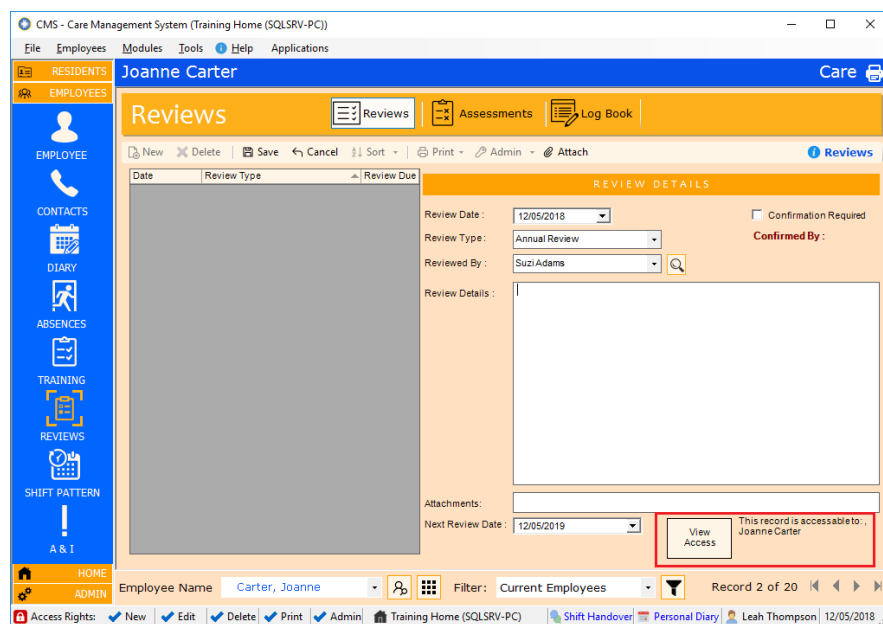 CMS - Care Management System (Training Home (SQLSRV-PC))
File Employees Modules Tools Help Applications
RESIDENTS
EMPLOYEES
Joanne Carter
Care
EMPLOYEE
CONTACTS
DIARY
ABSENCES
TRAINING
REVIEWS
SHIFT PATTERN
A & I
HOME
ADMIN
Reviews
Reviews
Assessments
Log Book
New Delete Save Cancel Sort Print Admin Attach
Reviews
Date Review Type Review Due
REVIEW DETAILS
Review Date : 12/05/2018
Confirmation Required
Review Type : Annual Review
Confirmed By :
Reviewed By : Suzi Adams
Review Details :
Attachments:
Next Review Date : 12/05/2019
View
Access
This record is accessable to: ,
Joanne Carter
Employee Name Carter, Joanne Filter: Current Employees Record 2 of 20
Access Rights: New Edit Delete Print Admin Training Home (SQLSRV-PC) Shift Handover Personal Diary Leah Thompson 12/05/2018